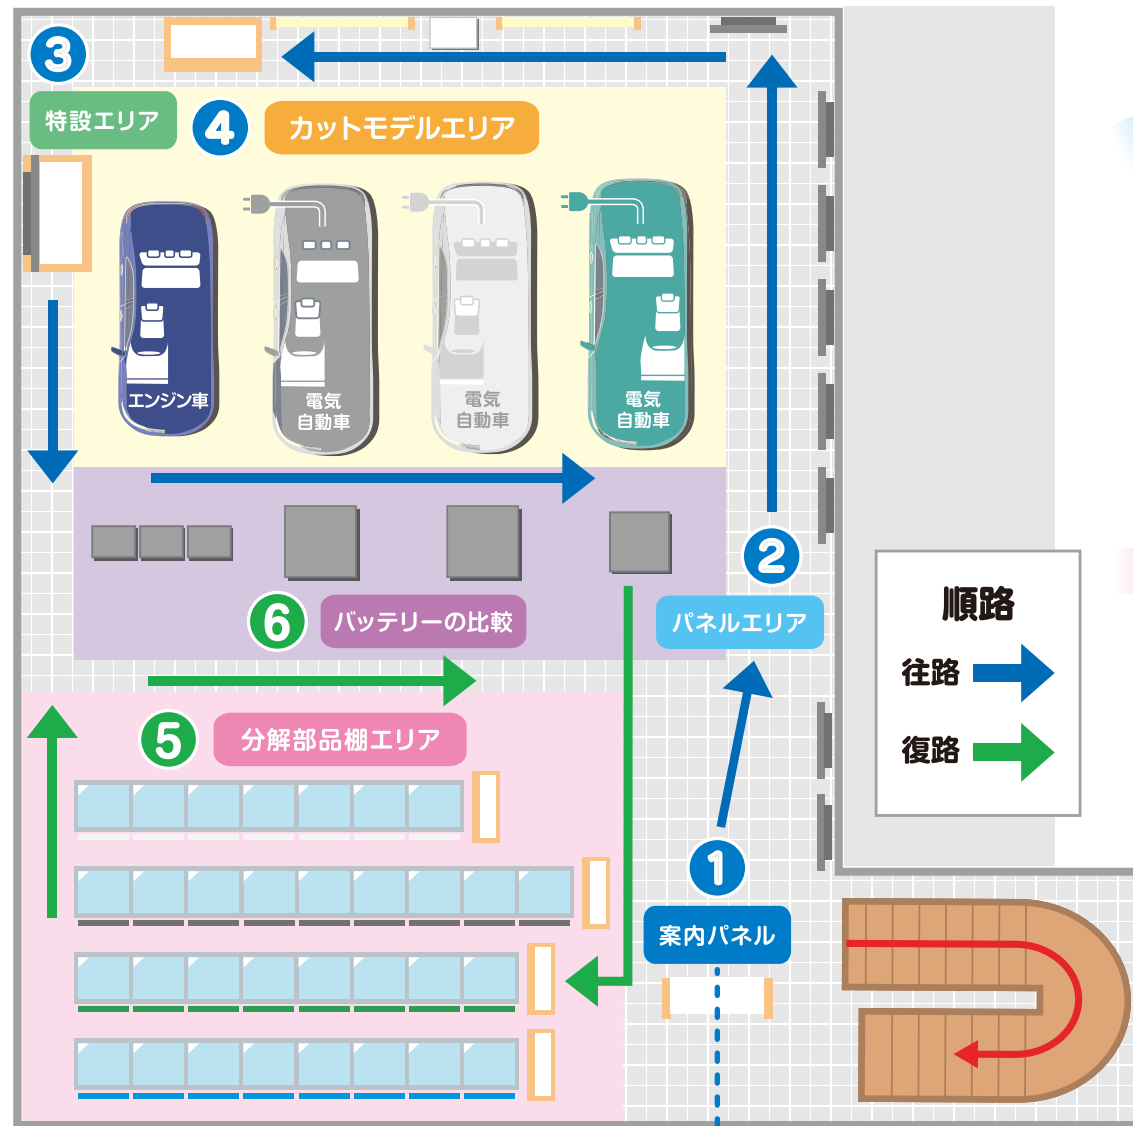 3
特設エリア
4
カットモデルエリア
エンジン車
電気
自動車
電気
自動車
電気
自動車
2
パネルエリア
6
バッテリーの比較
5
分解部品棚エリア
1
案内パネル
順路
往路
復路